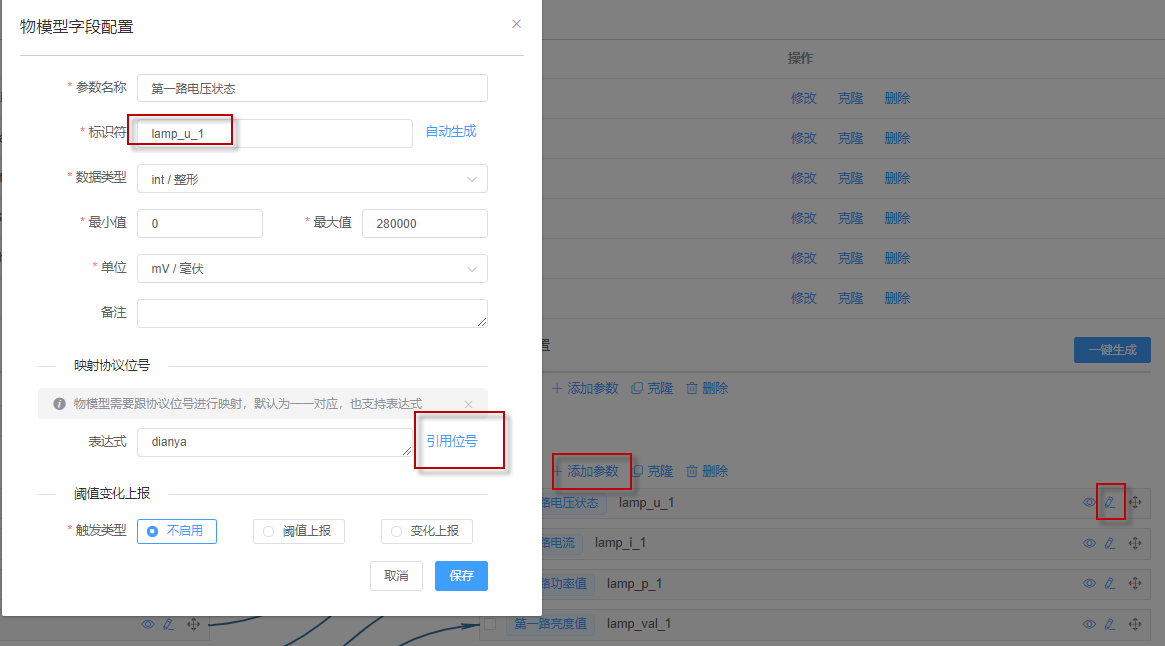 物模型字段配置
* 参数名称 第一路电压状态
* 标识符 lamp_u_1 自动生成
* 数据类型 int / 整形
* 最小值 0 * 最大值 280000
* 单位 mV / 毫伏
备注
映射协议位号
物模型需要跟协议位号进行映射，默认为一一对应，也支持表达式
表达式 dianya 引用位号
阈值变化上报
* 触发类型 不启用 阈值上报 变化上报
取消 保存
操作
修改 克隆 删除
修改 克隆 删除
修改 克隆 删除
修改 克隆 删除
修改 克隆 删除
修改 克隆 删除
置
一键生成
添加参数 克隆 删除
添加参数 克隆 删除
路电压状态 lamp_u_1
路电流 lamp_i_1
路功率值 lamp_p_1
第一路亮度值 lamp_val_1